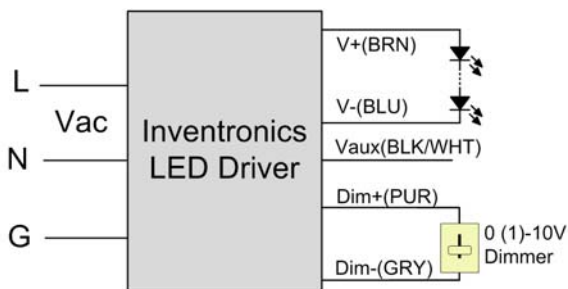 L
Vac
N
G
Inventronics
LED Driver
V+(BRN)
V-(BLU)
Vaux(BLK/WHT)
Dim+(PUR)
Dim-(GRY)
0 (1)-10V
Dimmer